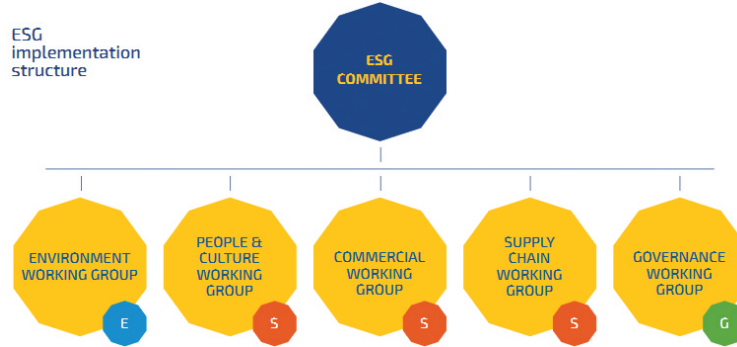 ESG
implementation
structure
ESG
COMMITTEE
ENVIRONMENT
WORKING GROUP
E
PEOPLE &
CULTURE
WORKING
GROUP
S
COMMERCIAL
WORKING
GROUP
S
SUPPLY
CHAIN
WORKING
GROUP
S
GOVERNANCE
WORKING
GROUP
G